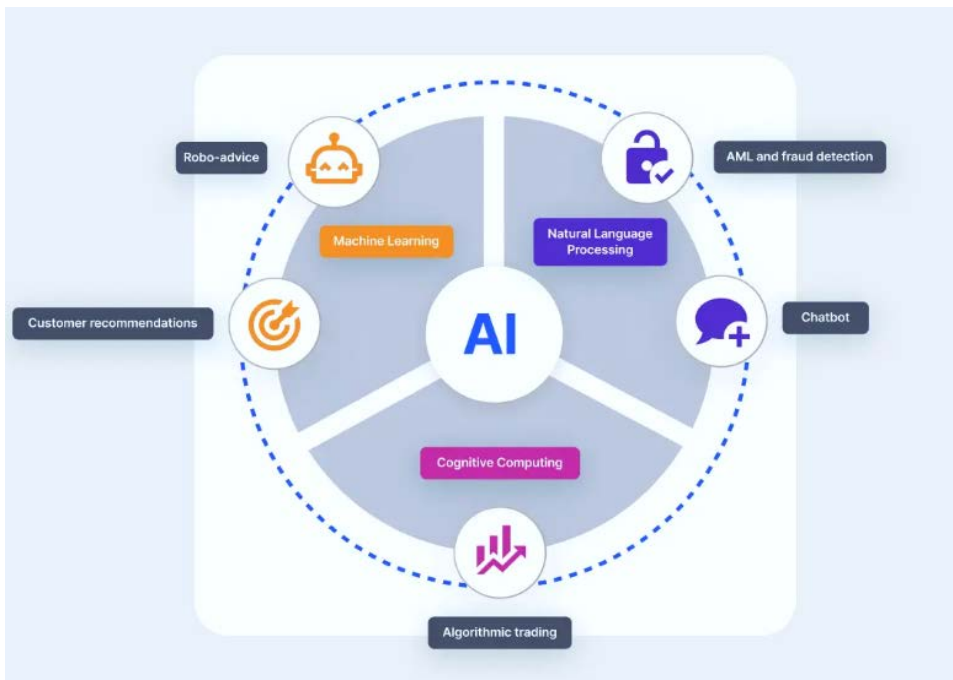 Robo-advice
AML and fraud detection
Machine Learning
Natural Language
Processing
Customer recommendations
AI
Chatbot
Cognitive Computing
Algorithmic trading